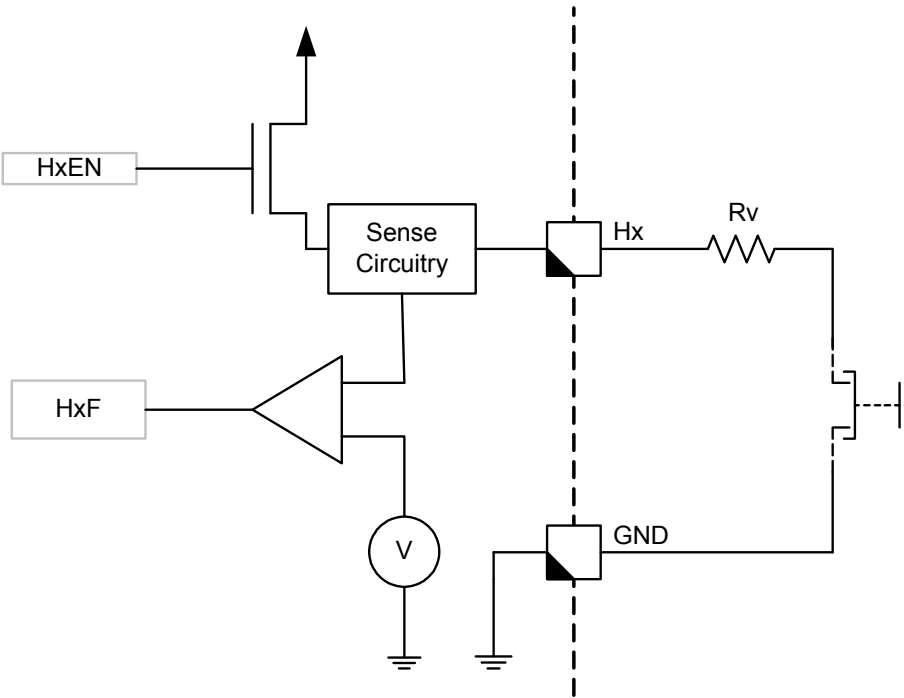 HxEN
Sense
Circuitry
Hx
Rv
HxF
V
GND